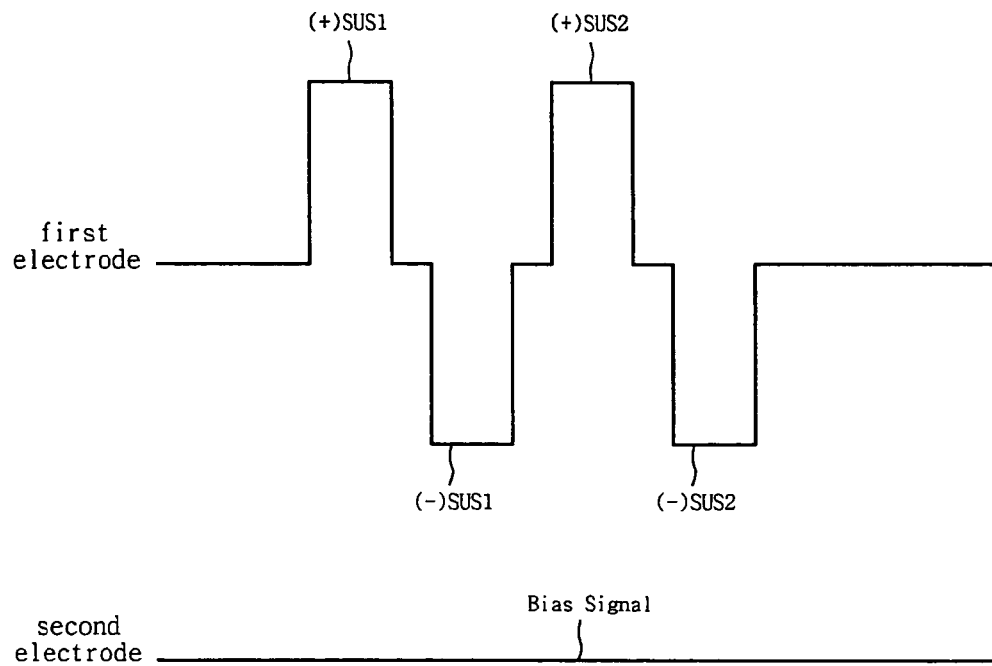 (+)SUS1
(+)SUS2
first
electrode
(-)SUS1
(-)SUS2
Bias Signal
second
electrode